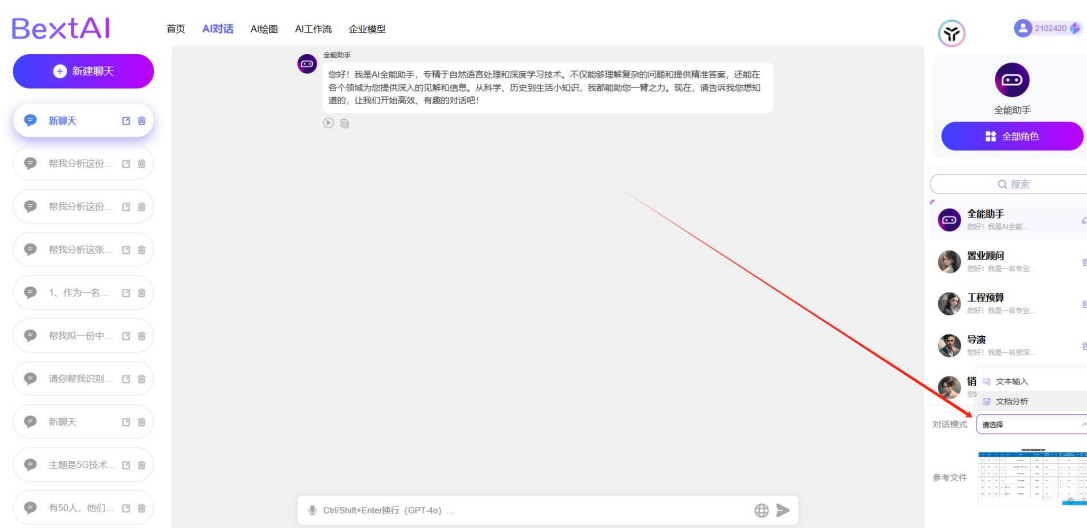 BextAI
首页 AI对话 AI绘图 AI工作流 企业模型
2102420
新建聊天
新聊天
帮我分析这份...
帮我分析这份...
帮我分析这张...
1、作为一名...
帮我拟一份中...
请你帮我识别...
新聊天
主题是5G技术...
有50人，他们...
全能助手
您好！我是AI全能助手，专精于自然语言处理和深度学习技术。不仅能够理解复杂的问题和提供精准答案，还能在
各个领域为您提供深入的见解和信息。从科学、历史到生活小知识，我都能助您一臂之力。现在，请告诉我您想知
道的，让我们开始高效、有趣的对话吧！
Ctrl/Shift+Enter换行 (GPT-4o) ...
全能助手
全部角色
搜索
全能助手
您好！我是AI全能...
置业顾问
您好！我是一名专业...
工程预算
您好！我是一名专业...
导演
您好！我是一名资深...
销
文本输入
文档分析
对话模式 请选择
参考文件